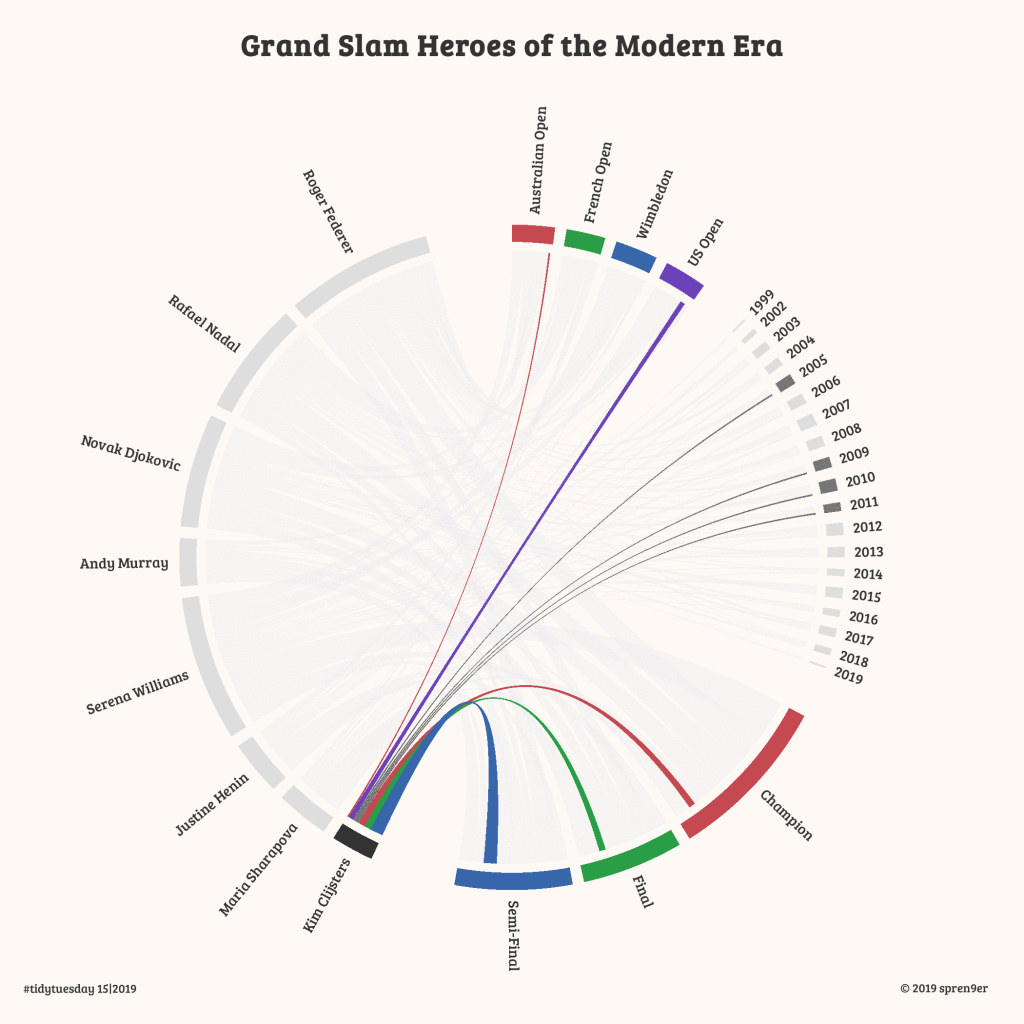 Grand Slam Heroes of the Modern Era
Australian Open
French Open
Wimbledon
US Open
1999
2002
2003
2004
2005
2006
2007
2008
2009
2010
2011
2012
2013
2014
2015
2016
2017
2018
2019
Champion
Final
Semi-Final
Kim Clijsters
Maria Sharapova
Justine Henin
Serena Williams
Andy Murray
Novak Djokovic
Rafael Nadal
Roger Federer
#tidytuesday 15|2019
© 2019 spren9er